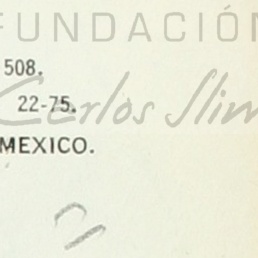 FUNDACIÓN
Carlos Slim
508.
22-75.
MEXICO.